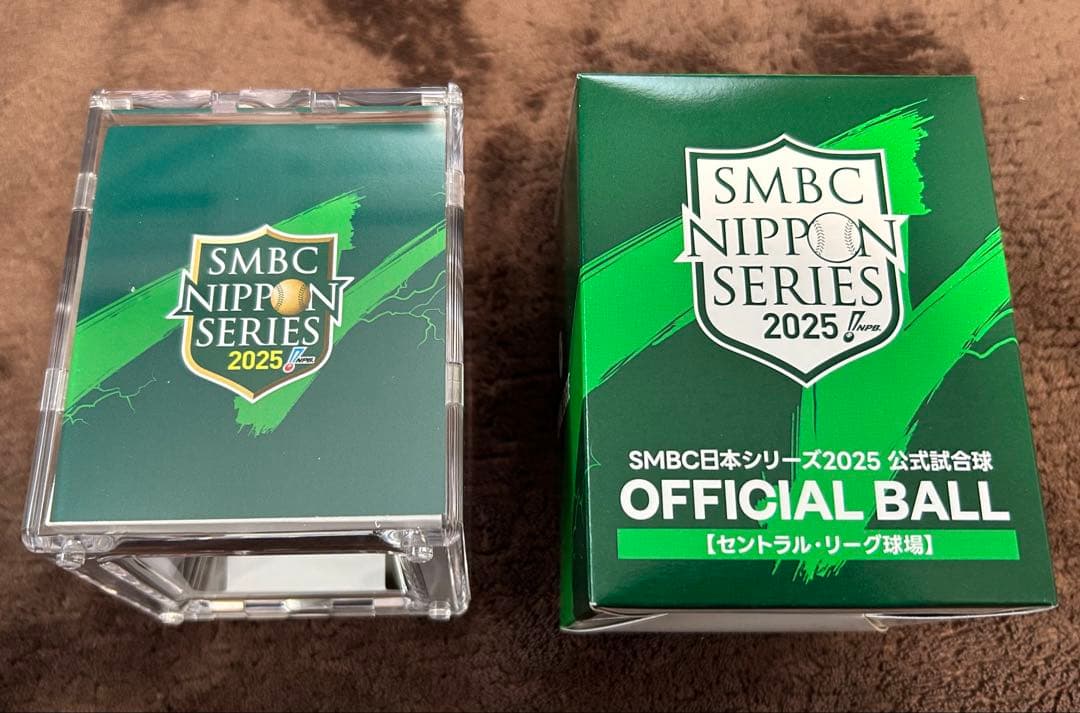 SMBC
NIPPON
SERIES
2025 NPB.
SMBC
NIPPON
SERIES
2025 NPB.
SMBC日本シリーズ2025 公式試合球
OFFICIAL BALL
【セントラル・リーグ球場】